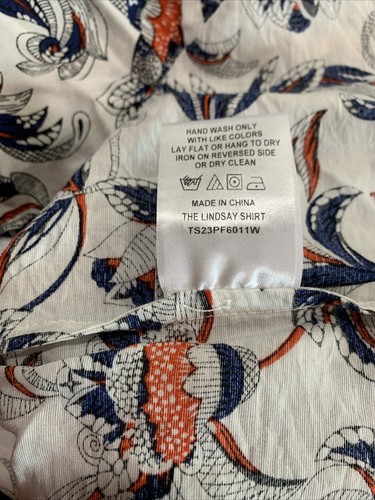 HAND WASH ONLY
WITH LIKE COLORS
LAY FLAT OR HANG TO DRY
IRON ON REVERSED SIDE
OR DRY CLEAN
MADE IN CHINA
THE LINDSAY SHIRT
TS23PF6011W